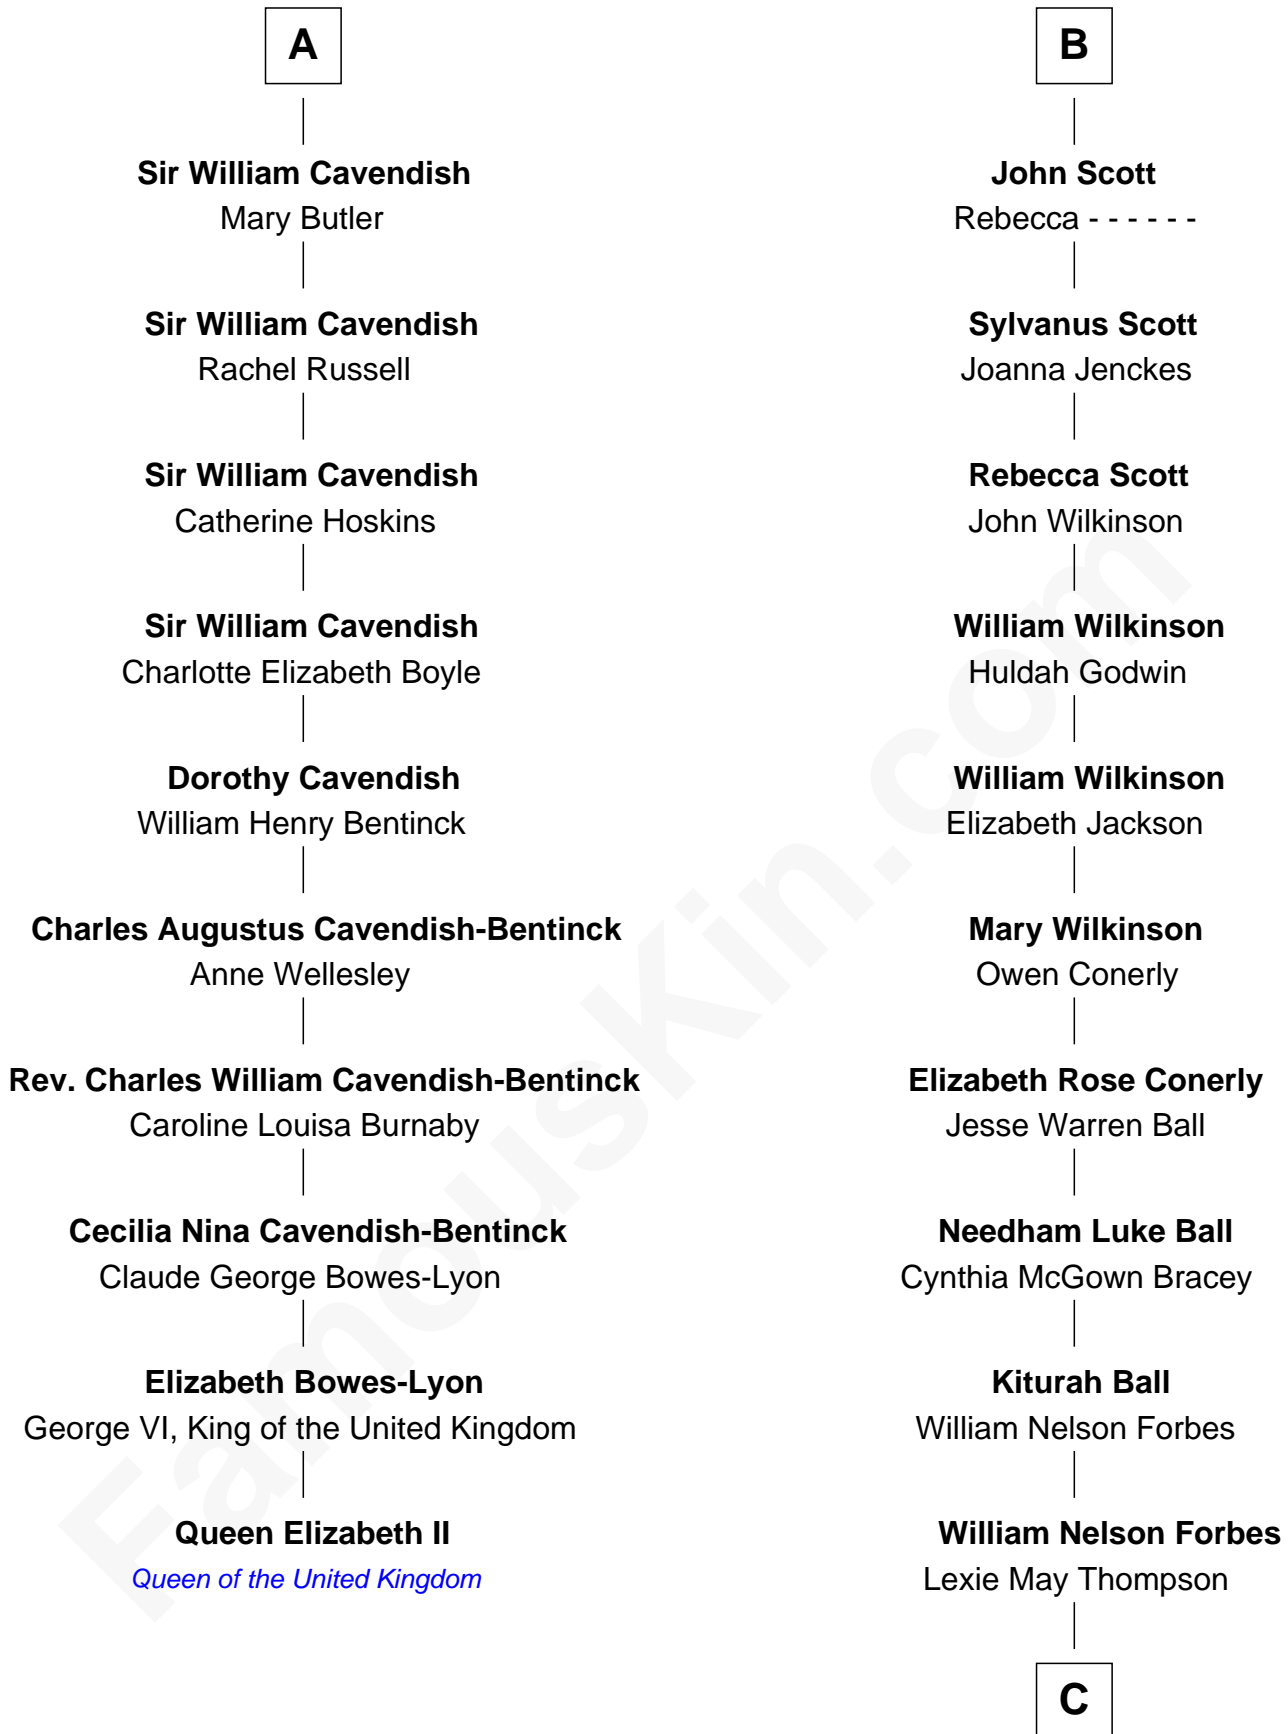 A
Sir William Cavendish
Mary Butler
Sir William Cavendish
Rachel Russell
Sir William Cavendish
Catherine Hoskins
Sir William Cavendish
Charlotte Elizabeth Boyle
Dorothy Cavendish
William Henry Bentinck
Charles Augustus Cavendish-Bentinck
Anne Wellesley
Rev. Charles William Cavendish-Bentinck
Caroline Louisa Burnaby
Cecilia Nina Cavendish-Bentinck
Claude George Bowes-Lyon
Elizabeth Bowes-Lyon
George VI, King of the United Kingdom
Queen Elizabeth II
Queen of the United Kingdom
B
John Scott
Rebecca - - - - - -
Sylvanus Scott
Joanna Jenckes
Rebecca Scott
John Wilkinson
William Wilkinson
Huldah Godwin
William Wilkinson
Elizabeth Jackson
Mary Wilkinson
Owen Conerly
Elizabeth Rose Conerly
Jesse Warren Ball
Needham Luke Ball
Cynthia McGown Bracey
Kiturah Ball
William Nelson Forbes
William Nelson Forbes
Lexie May Thompson
C
FamousKin.com